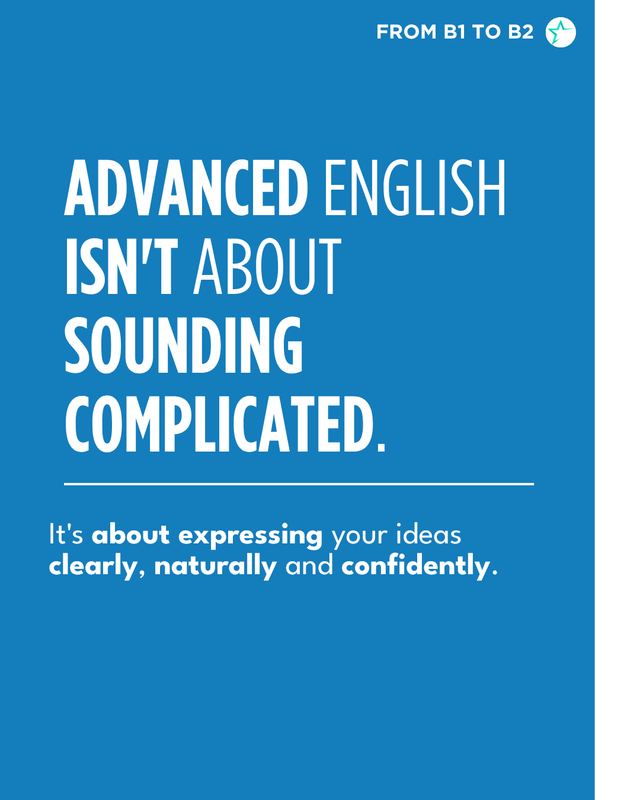 FROM B1 TO B2
ADVANCED ENGLISH
ISN'T ABOUT
SOUNDING
COMPLICATED.
It's about expressing your ideas
clearly, naturally and confidently.